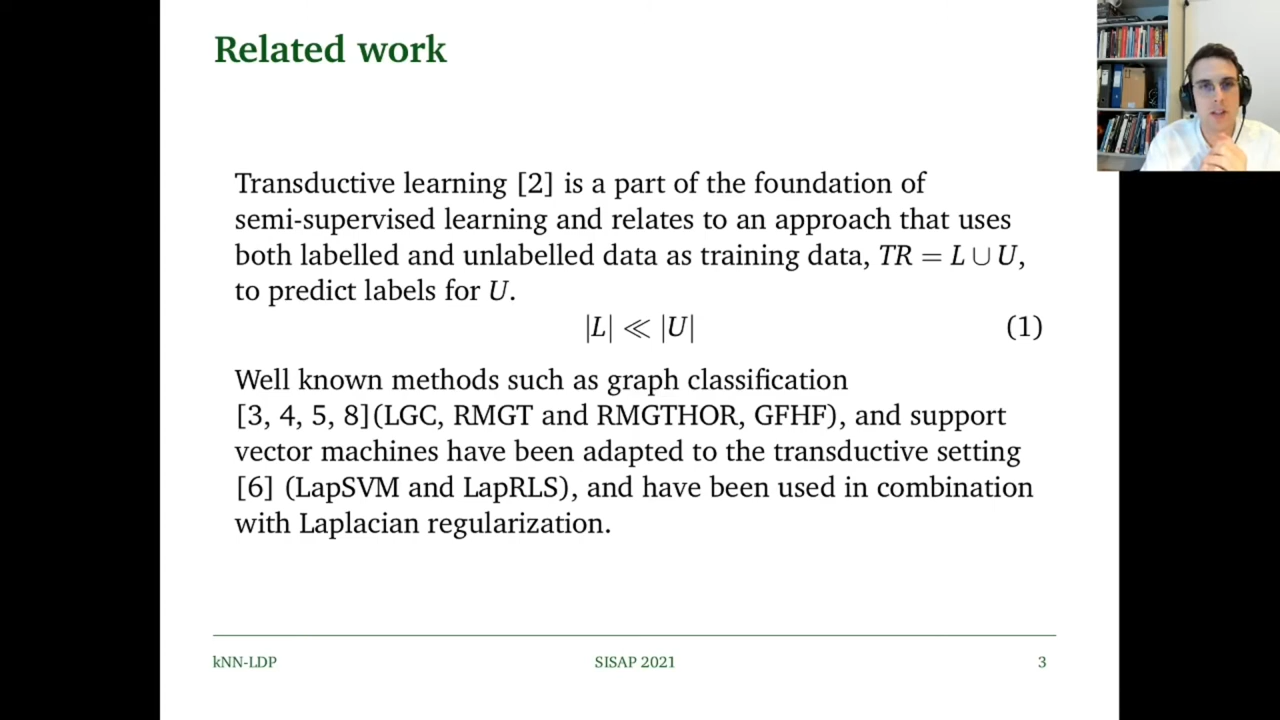 Related work
Transductive learning [2] is a part of the foundation of
semi-supervised learning and relates to an approach that uses
both labelled and unlabelled data as training data, TR = L ∪ U,
to predict labels for U.
|L| ≪ |U| (1)
Well known methods such as graph classification
[3, 4, 5, 8](LGC, RMGT and RMGTHOR, GFHF), and support
vector machines have been adapted to the transductive setting
[6] (LapSVM and LapRLS), and have been used in combination
with Laplacian regularization.
kNN-LDP SISAP 2021 3